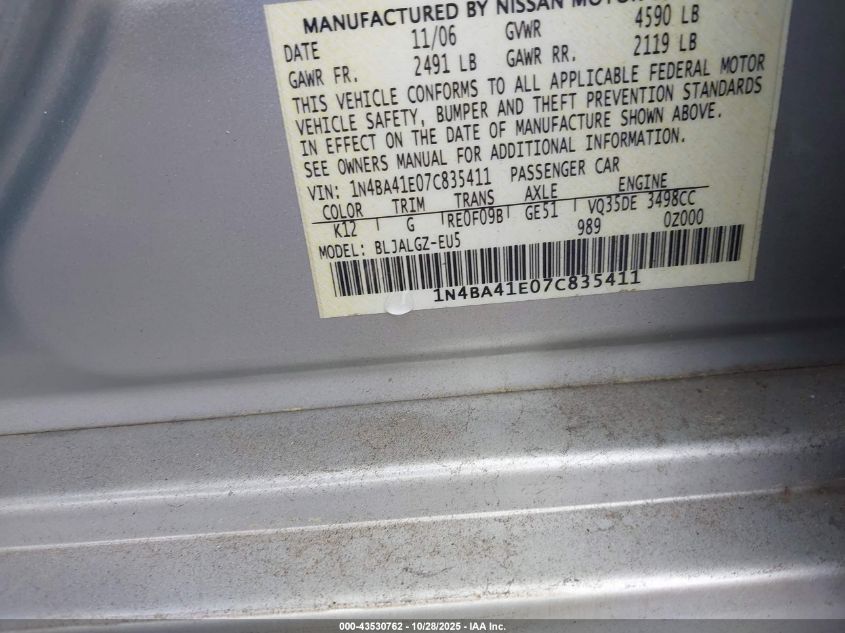 MANUFACTURED BY NISSAN MOTOR
DATE 11/06 GVWR 4590 LB
GAWR FR. 2491 LB GAWR RR. 2119 LB
THIS VEHICLE CONFORMS TO ALL APPLICABLE FEDERAL MOTOR
VEHICLE SAFETY, BUMPER AND THEFT PREVENTION STANDARDS
IN EFFECT ON THE DATE OF MANUFACTURE SHOWN ABOVE.
SEE OWNERS MANUAL FOR ADDITIONAL INFORMATION.
VIN: 1N4BA41E07C835411 PASSENGER CAR
COLOR TRIM TRANS AXLE ENGINE
K12 G RE0F09B GE51 VQ35DE 3498CC
MODEL: BLJALGZ-EU5 989 0Z000
1N4BA41E07C835411
000-43530762 - 10/28/2025 - IAA Inc.